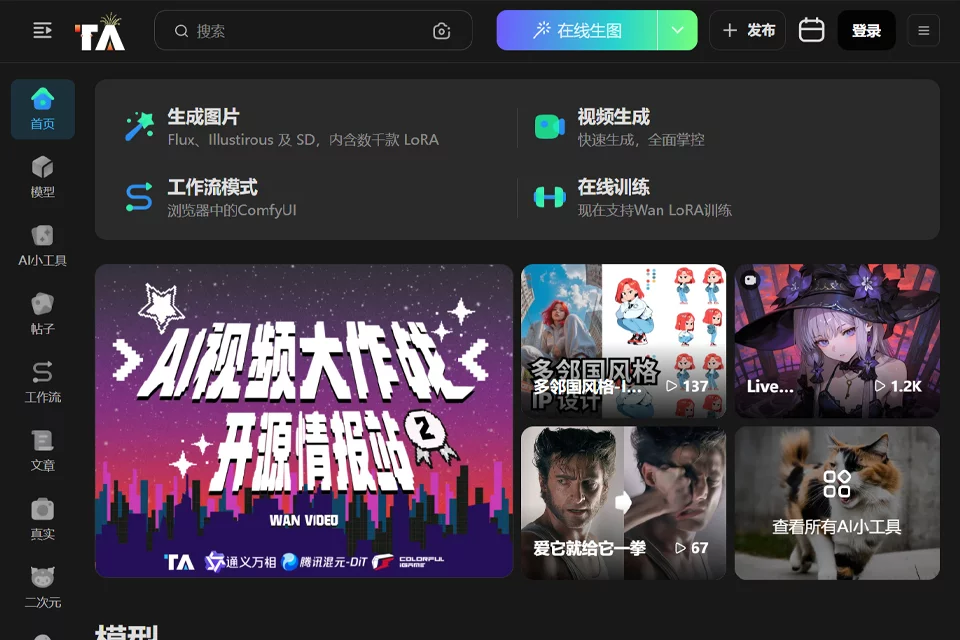 TA
搜索
在线生图
发布
登录
首页
模型
AI小工具
帖子
工作流
文章
真实
二次元
生成图片
Flux、Illustirous 及 SD，内含数千款 LoRA
视频生成
快速生成，全面掌控
工作流模式
浏览器中的ComfyUI
在线训练
现在支持Wan LoRA训练
AI视频大作战
开源情报站
2
WAN VIDEO
TA 通义万相 腾讯混元-DiT COLORFUL iGAME
多邻国风格
IP 设计
多邻国风格-I... 137
Live... 1.2K
爱它就给它一拳 67
查看所有AI小工具
模型